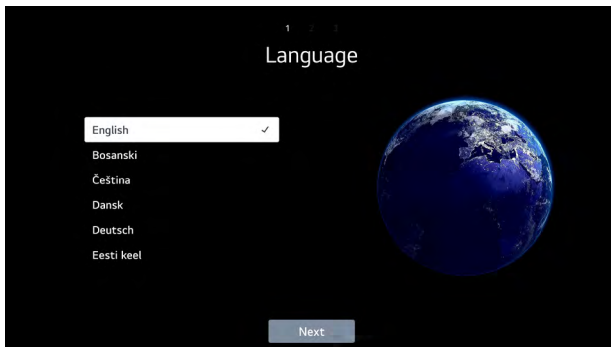 1 2 3
Language
English
Bosanski
Čeština
Dansk
Deutsch
Eesti keel
Next